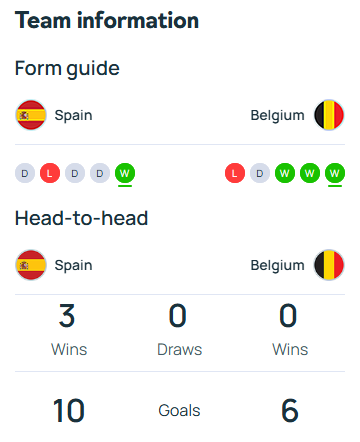 Team information
Form guide
Spain Belgium
D L D D W L D W W W
Head-to-head
Spain Belgium
3 0 0
Wins Draws Wins
10 Goals 6